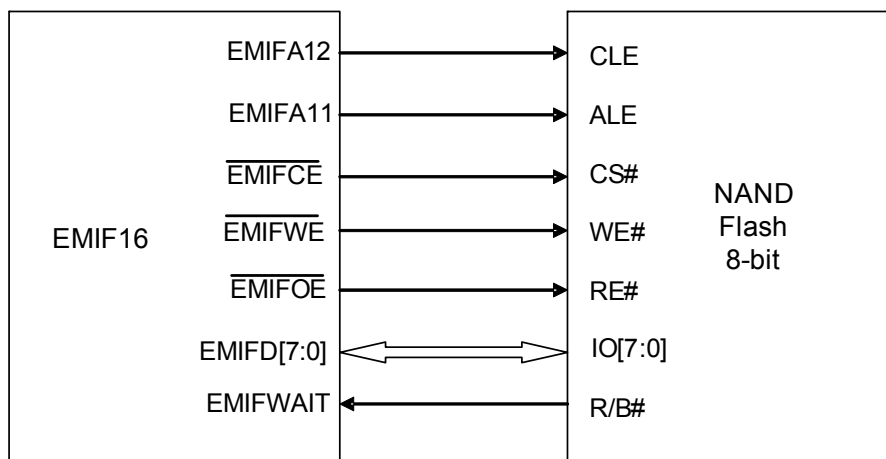 EMIF16
EMIFA12
EMIFA11
EMIFCE
EMIFWE
EMIFOE
EMIFD[7:0]
EMIFWAIT
CLE
ALE
CS#
WE#
RE#
IO[7:0]
R/B#
NAND
Flash
8-bit